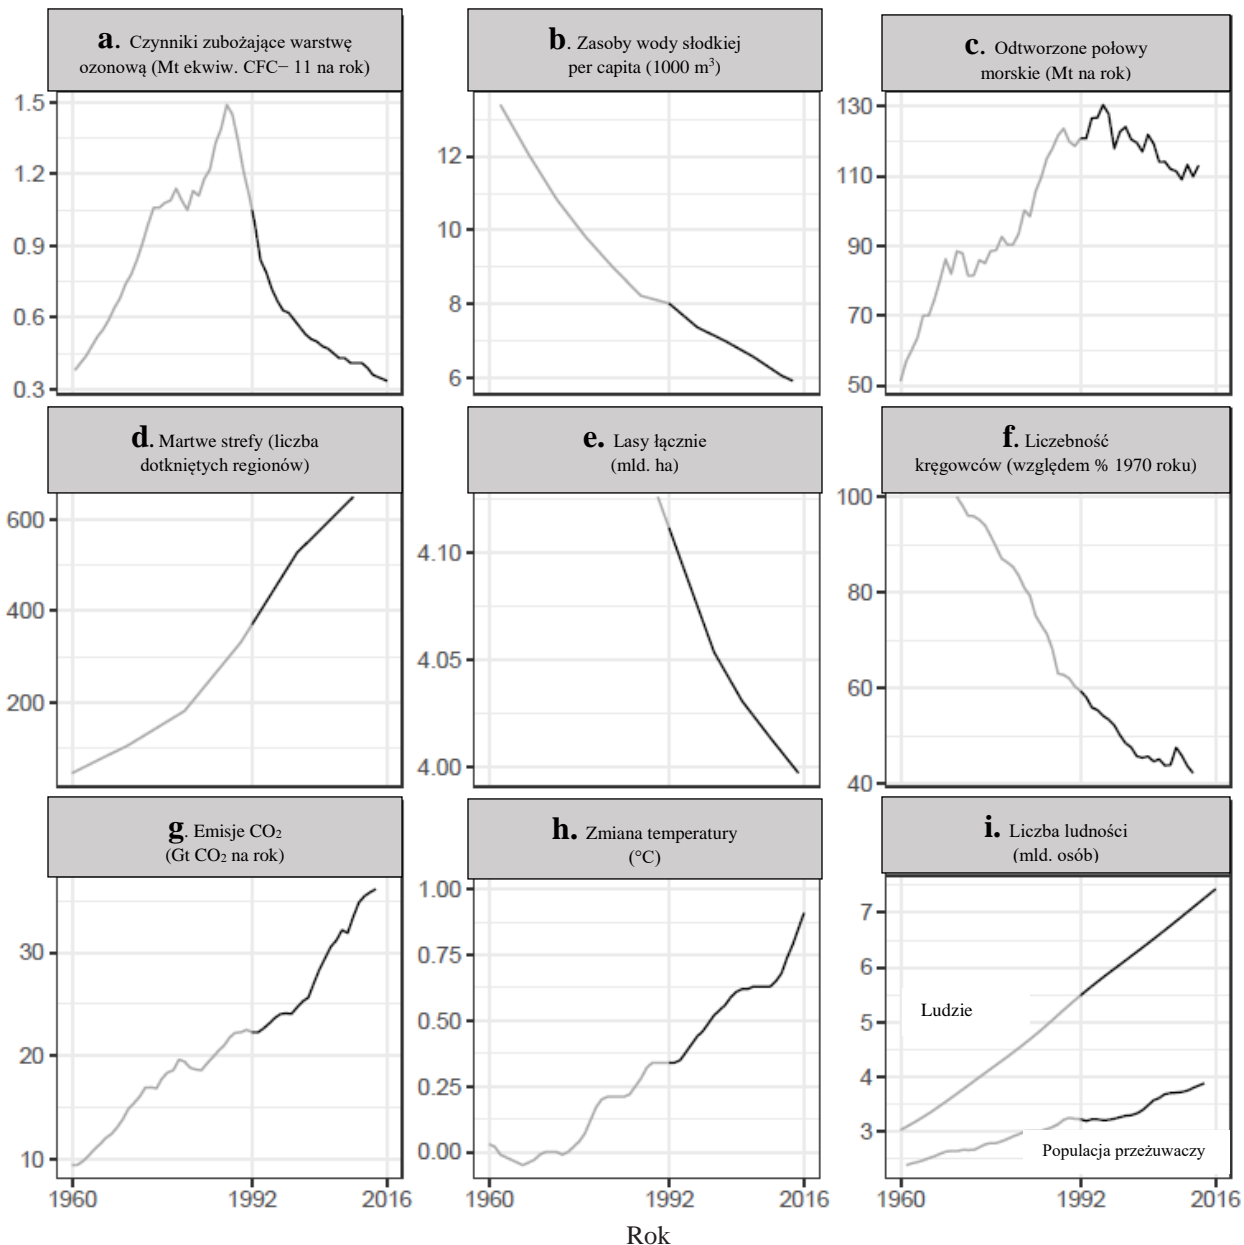 a. Czynniki zubożające warstwę
ozonową (Mt ekwiw. CFC− 11 na rok)
b. Zasoby wody słodkiej
per capita (1000 m³)
c. Odtworzone połowy
morskie (Mt na rok)
1.5
1.2
0.9
0.6
0.3
12
10
8
6
130
110
90
70
50
d. Martwe strefy (liczba
dotkniętych regionów)
e. Lasy łącznie
(mld. ha)
f. Liczebność
kręgowców (względem % 1970 roku)
600
400
200
4.10
4.05
4.00
100
80
60
40
g. Emisje CO₂
(Gt CO₂ na rok)
h. Zmiana temperatury
(°C)
i. Liczba ludności
(mld. osób)
30
20
10
1.00
0.75
0.50
0.25
0.00
7
6
5
4
3
Ludzie
Populacja przeżuwaczy
1960 1992 2016
1960 1992 2016
1960 1992 2016
Rok